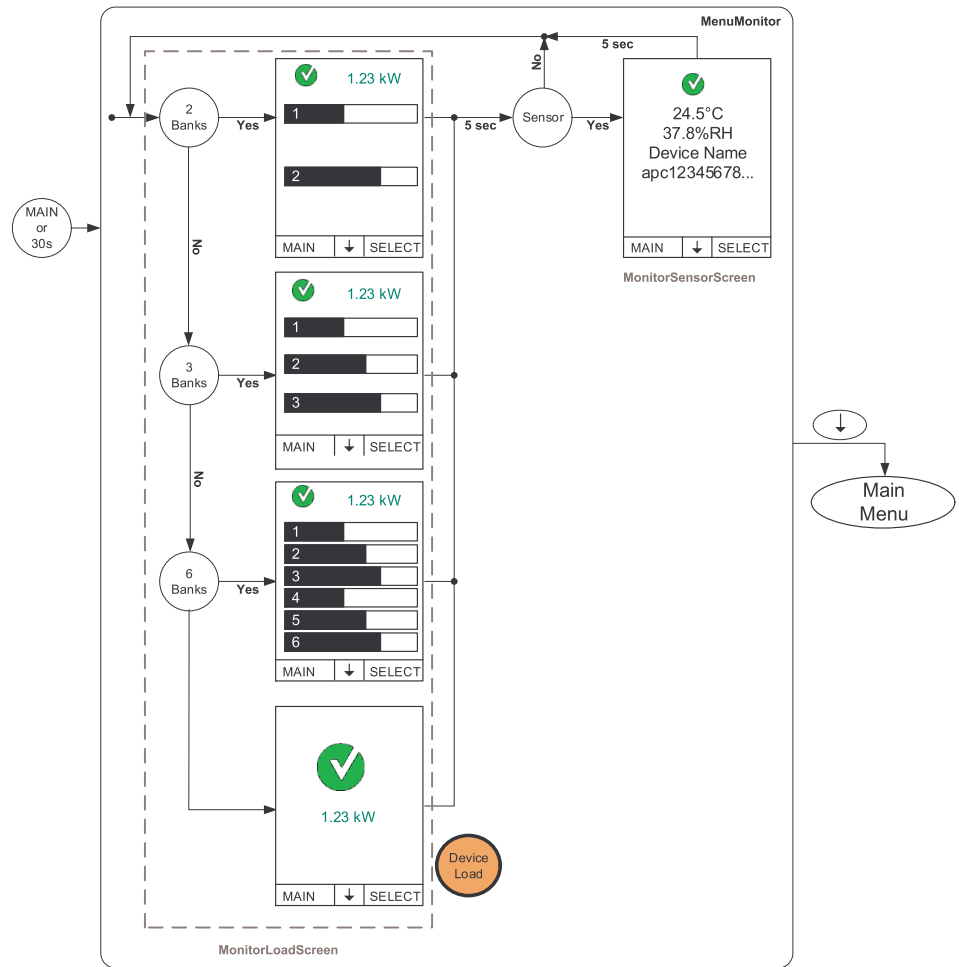 MenuMonitor
5 sec
No
1.23 kW
2
Banks
Yes
1
2
MAIN
SELECT
5 sec
Sensor
Yes
24.5°C
37.8%RH
Device Name
apc12345678...
MAIN
SELECT
MonitorSensorScreen
MAIN
or
30s
No
1.23 kW
3
Banks
Yes
1
2
3
MAIN
SELECT
No
1.23 kW
6
Banks
Yes
1
2
3
4
5
6
MAIN
SELECT
Main
Menu
1.23 kW
Device
Load
MAIN
SELECT
MonitorLoadScreen